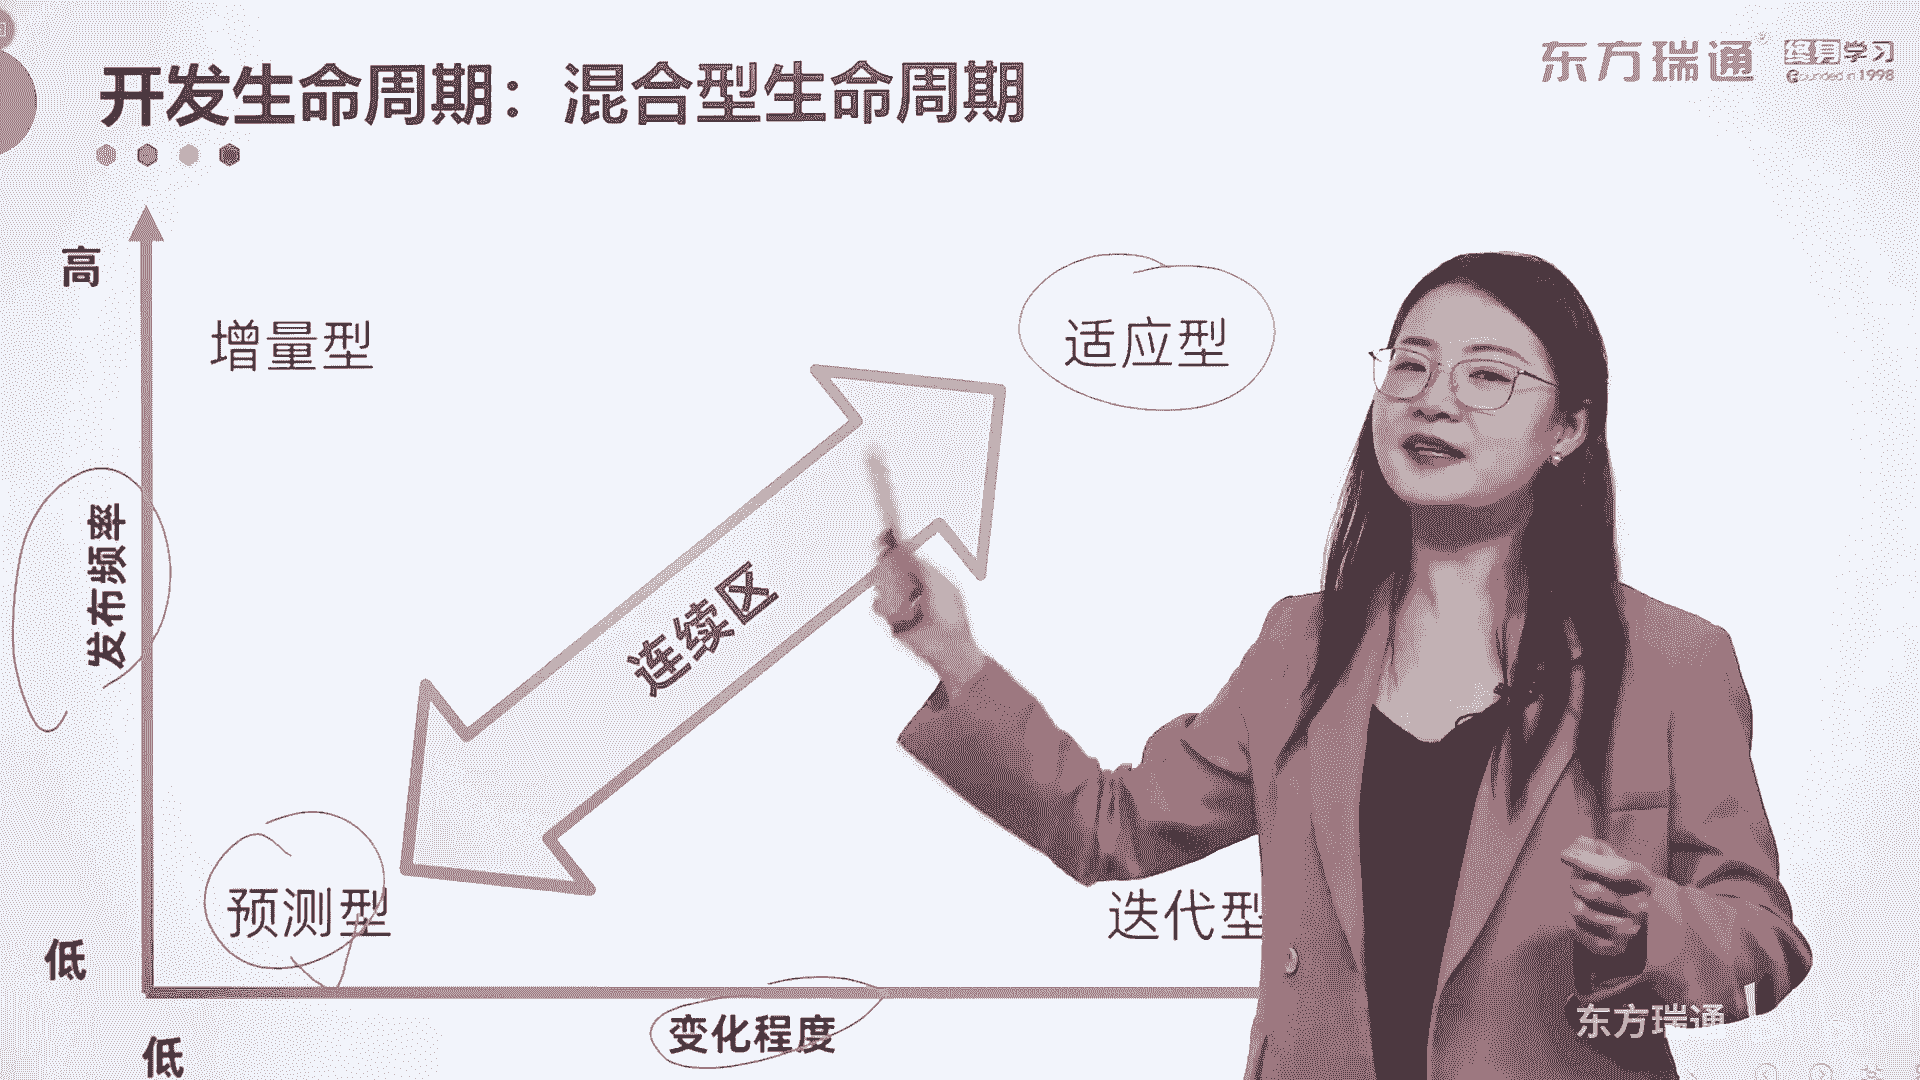 开发生命周期：混合型生命周期
东方瑞通
终身学习
Founded in 1998
高
增量型
适应型
发布频率
连续区
预测型
迭代型
低
变化程度
低
东方瑞通